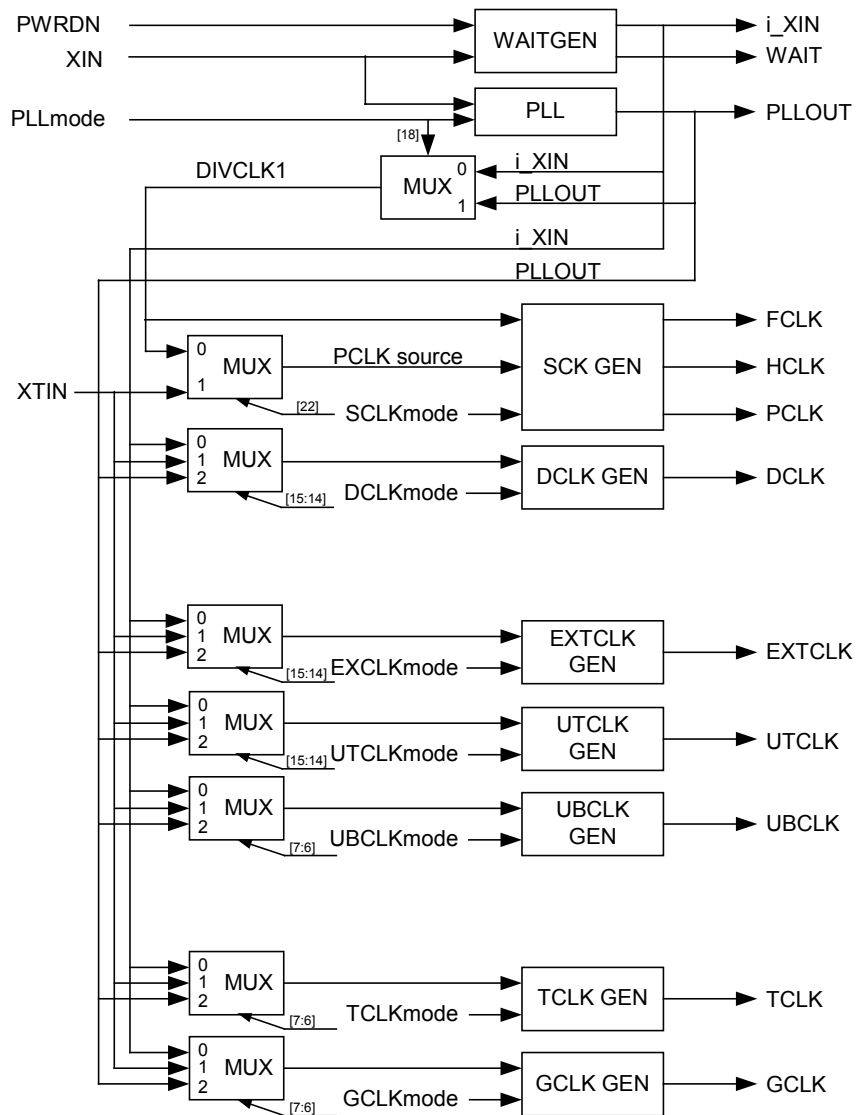 PWRDN
WAITGEN
i_XIN
XIN
WAIT
PLLmode
PLL
PLLOUT
[18]
DIVCLK1
MUX
0
1
i_XIN
PLLOUT
i_XIN
PLLOUT
FCLK
0
1
MUX
PCLK source
SCK GEN
HCLK
XTIN
[22]
SCLKmode
PCLK
0
1
2
MUX
DCLK GEN
DCLK
[15:14]
DCLKmode
0
1
2
MUX
EXTCLK
GEN
EXTCLK
[15:14]
EXCLKmode
0
1
2
MUX
UTCLK
GEN
UTCLK
[15:14]
UTCLKmode
0
1
2
MUX
UBCLK
GEN
UBCLK
[7:6]
UBCLKmode
0
1
2
MUX
TCLK GEN
TCLK
[7:6]
TCLKmode
0
1
2
MUX
GCLK GEN
GCLK
[7:6]
GCLKmode